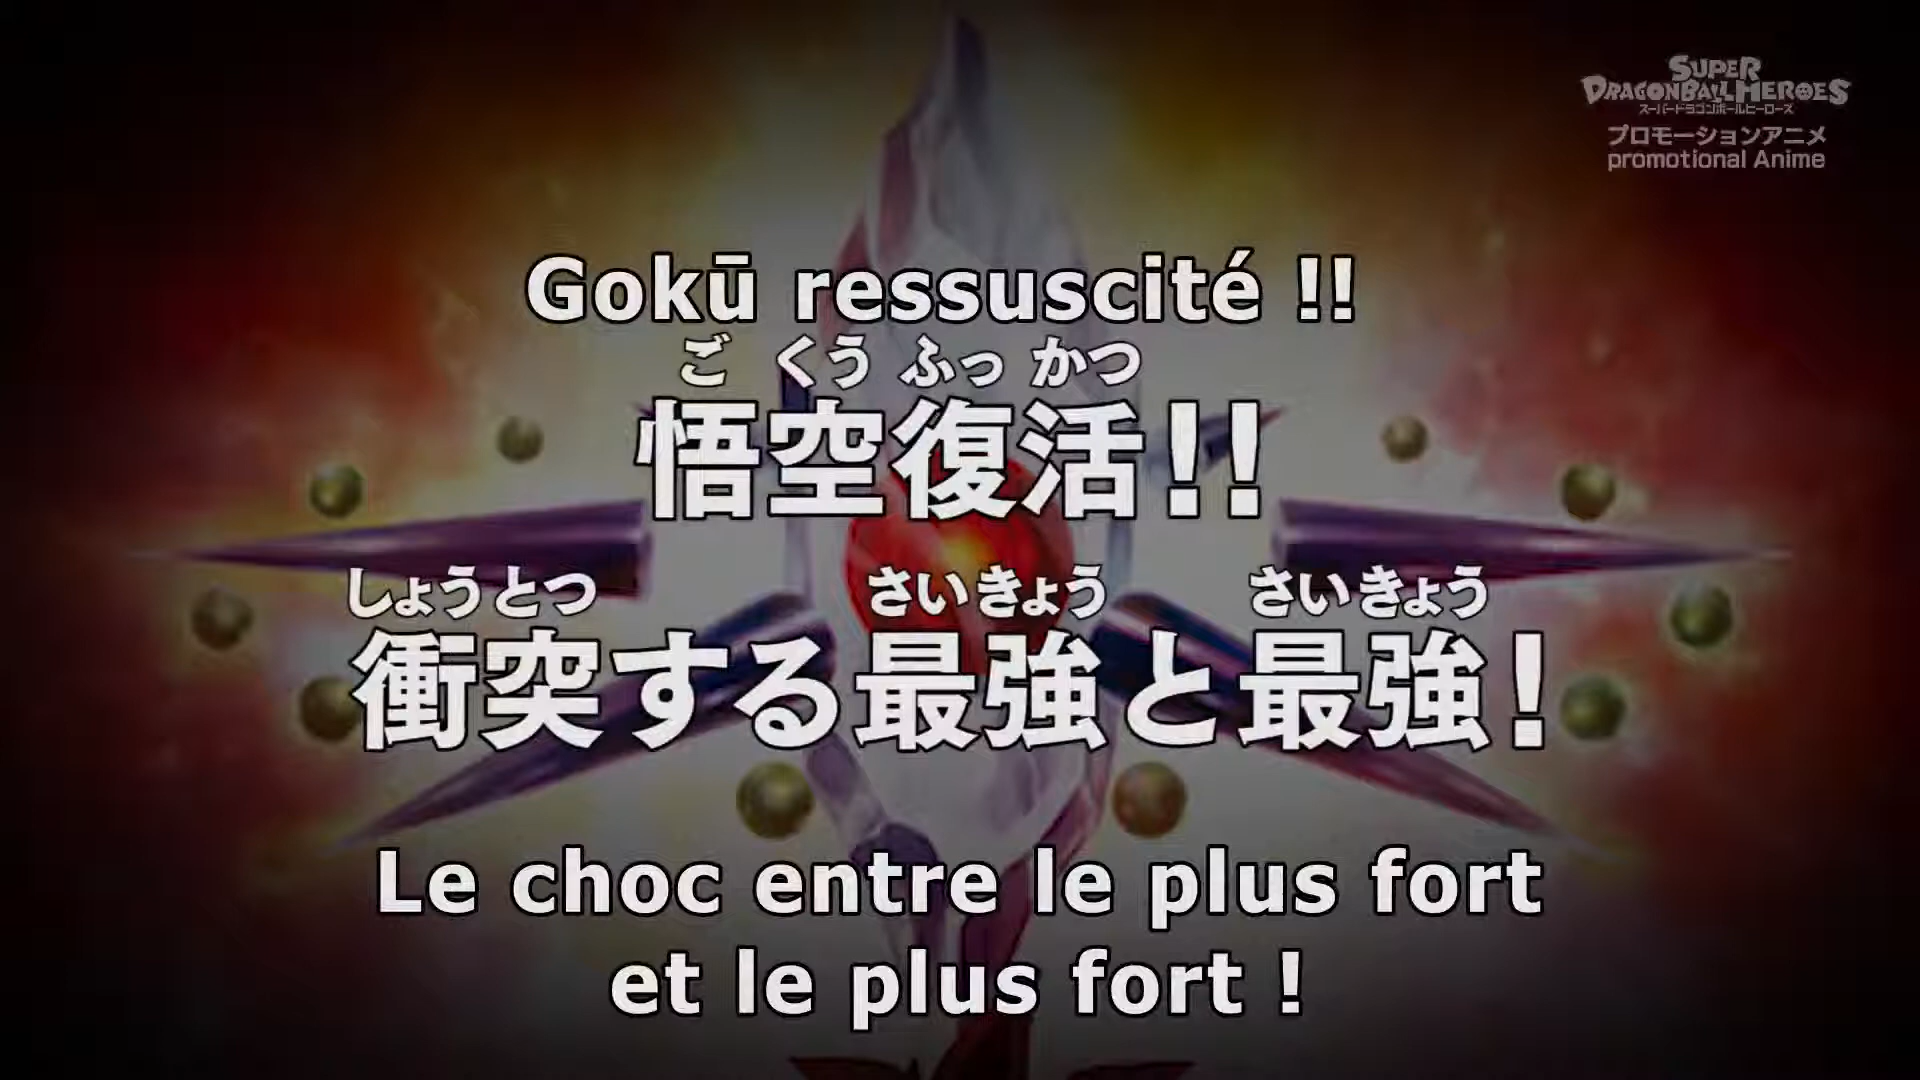 SUPER
DRAGONBALL HEROES
スーパードラゴンボールヒーローズ
プロモーションアニメ
promotional Anime
Gokū ressuscité !!
ご くう ふっ かつ
悟空復活!!
しょうとつ さいきょう さいきょう
衝突する最強と最強!
Le choc entre le plus fort
et le plus fort !